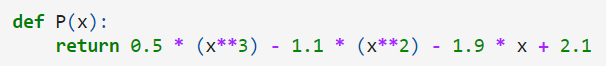 def P(x):
    return 0.5 * (x**3) - 1.1 * (x**2) - 1.9 * x + 2.1